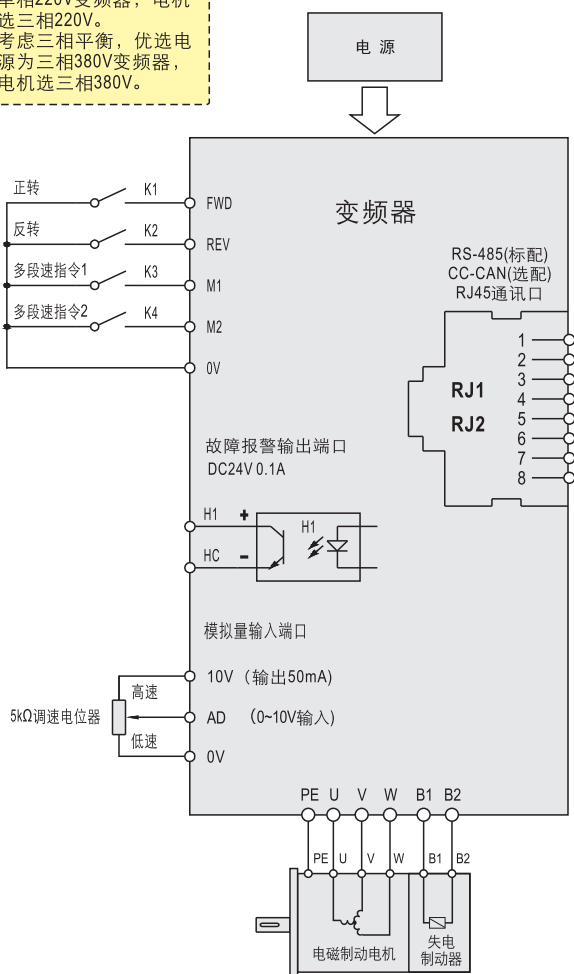 单相220V变频器，电机
选三相220V。
考虑三相平衡，优选电
源为三相380V变频器，
电机选三相380V。
电 源
变频器
正转
K1
FWD
反转
K2
REV
多段速指令1
K3
M1
多段速指令2
K4
M2
0V
RS-485(标配)
CC-CAN(选配)
RJ45通讯口
RJ1
RJ2
1
2
3
4
5
6
7
8
故障报警输出端口
DC24V 0.1A
H1 +
H1
HC -
模拟量输入端口
10V（输出50mA)
高速
5kΩ调速电位器
AD (0~10V输入)
低速
0V
PE U V W B1 B2
PE U V W B1 B2
电磁制动电机
失电
制动器